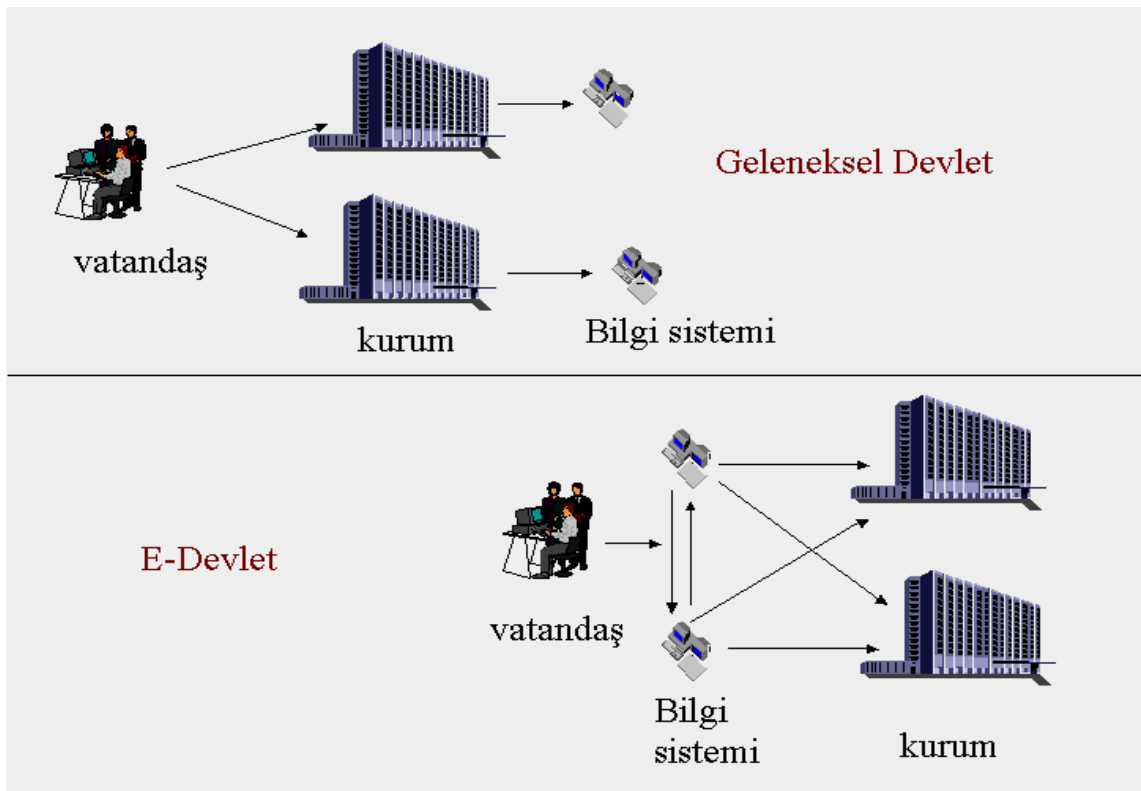 Geleneksel Devlet
vatandaş
kurum
Bilgi sistemi
E-Devlet
vatandaş
Bilgi
sistemi
kurum